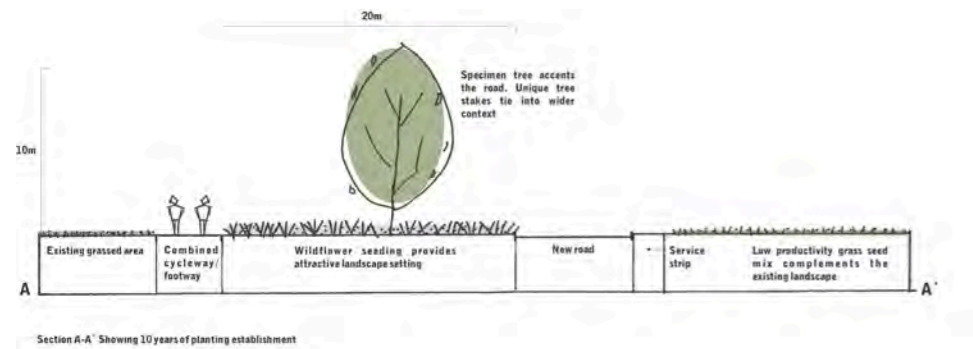 20m
Specimen tree accents
the road. Unique tree
stakes tie into wider
context
10m
Existing grassed area
Combined
cycleway/
footway
Wildflower seeding provides
attractive landscape setting
New road
Service
strip
Low productivity grass seed
mix complements the
existing landscape
A
A'
Section A-A' Showing 10 years of planting establishment